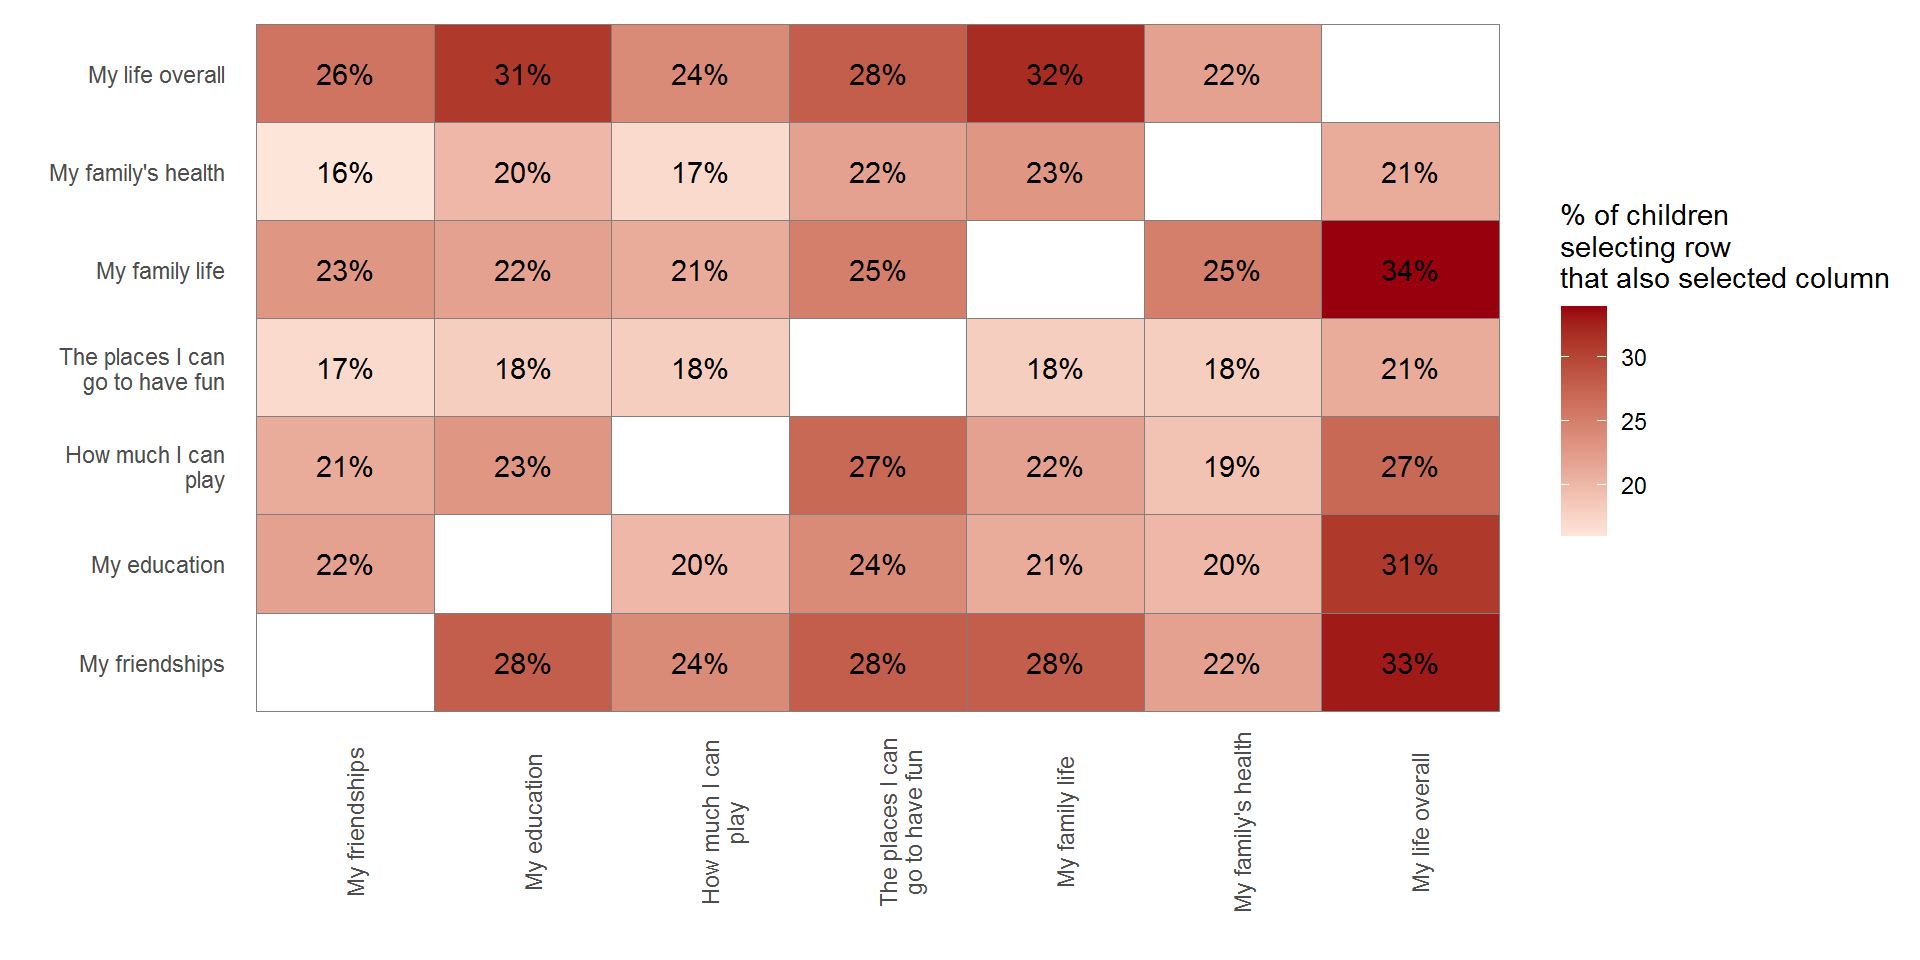 My life overall
26% 31% 24% 28% 32% 22%
My family's health
16% 20% 17% 22% 23% 21%
My family life
23% 22% 21% 25% 25% 34%
The places I can
go to have fun
17% 18% 18% 18% 18% 21%
How much I can
play
21% 23% 27% 22% 19% 27%
My education
22% 20% 24% 21% 20% 31%
My friendships
28% 24% 28% 28% 22% 33%
My friendships
My education
How much I can
play
The places I can
go to have fun
My family life
My family's health
My life overall
% of children
selecting row
that also selected column
30
25
20